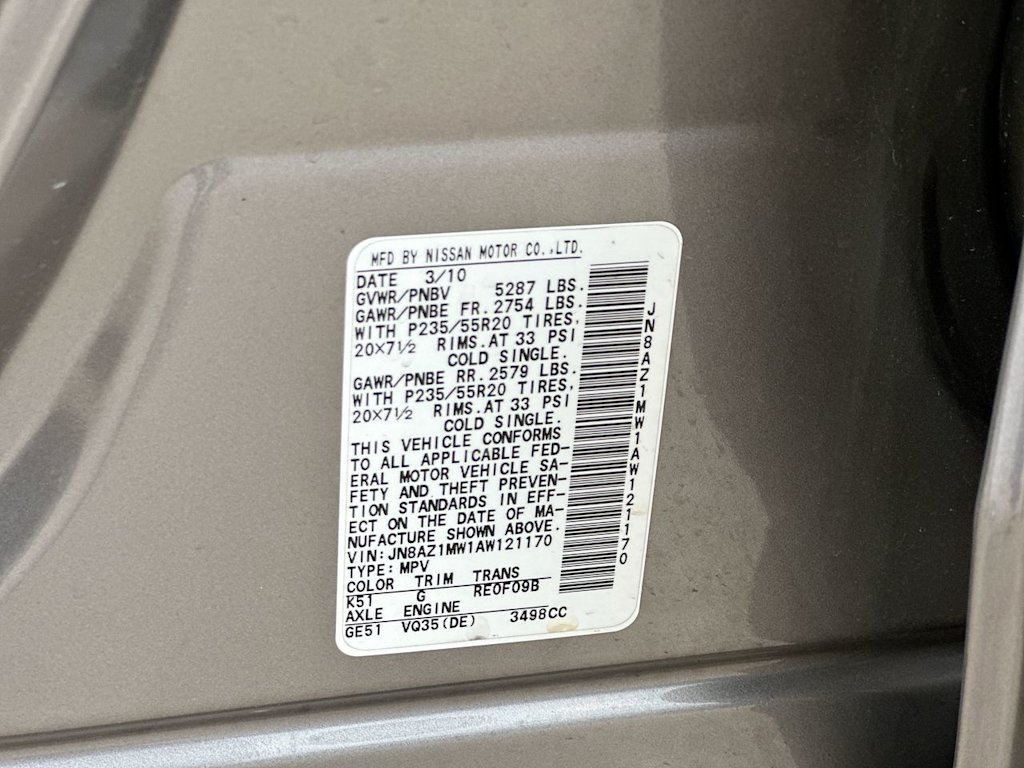 MFD BY NISSAN MOTOR CO.,LTD.
DATE 3/10
GVWR/PNBV 5287 LBS.
GAWR/PNBE FR. 2754 LBS.
WITH P235/55R20 TIRES,
20×7½ RIMS.AT 33 PSI
COLD SINGLE.
GAWR/PNBE RR. 2579 LBS.
WITH P235/55R20 TIRES,
20×7½ RIMS.AT 33 PSI
COLD SINGLE.
THIS VEHICLE CONFORMS
TO ALL APPLICABLE FED-
ERAL MOTOR VEHICLE SA-
FETY AND THEFT PREVEN-
TION STANDARDS IN EFF-
ECT ON THE DATE OF MA-
NUFACTURE SHOWN ABOVE.
VIN:JN8AZ1MW1AW121170
TYPE:MPV
COLOR TRIM TRANS
K51 G RE0F09B
AXLE ENGINE
GE51 VQ35(DE) 3498CC
JN8AZ1MW1AW121170